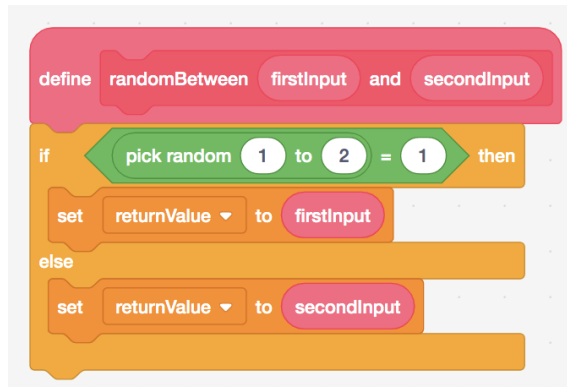 define randomBetween firstInput and secondInput
if pick random 1 to 2 = 1 then
set returnValue to firstInput
else
set returnValue to secondInput